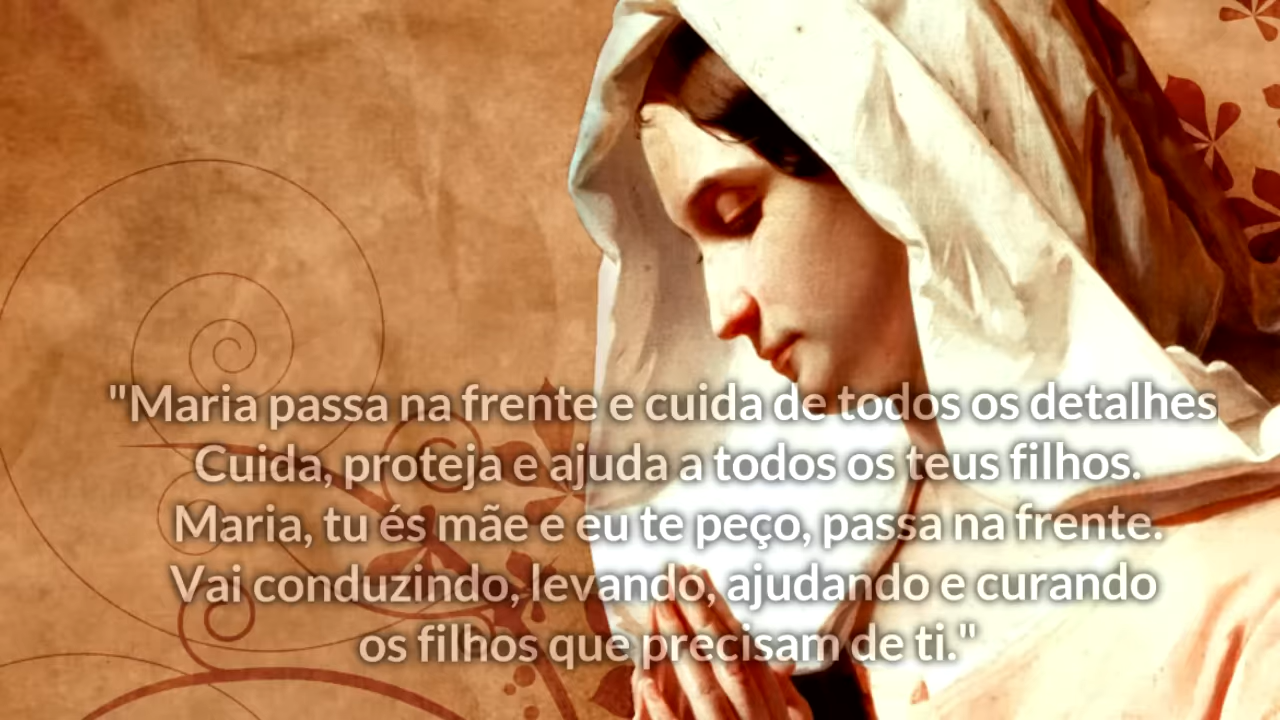 "Maria passa na frente e cuida de todos os detalhes
Cuida, proteja e ajuda a todos os teus filhos.
Maria, tu és mãe e eu te peço, passa na frente.
Vai conduzindo, levando, ajudando e curando
os filhos que precisam de ti."